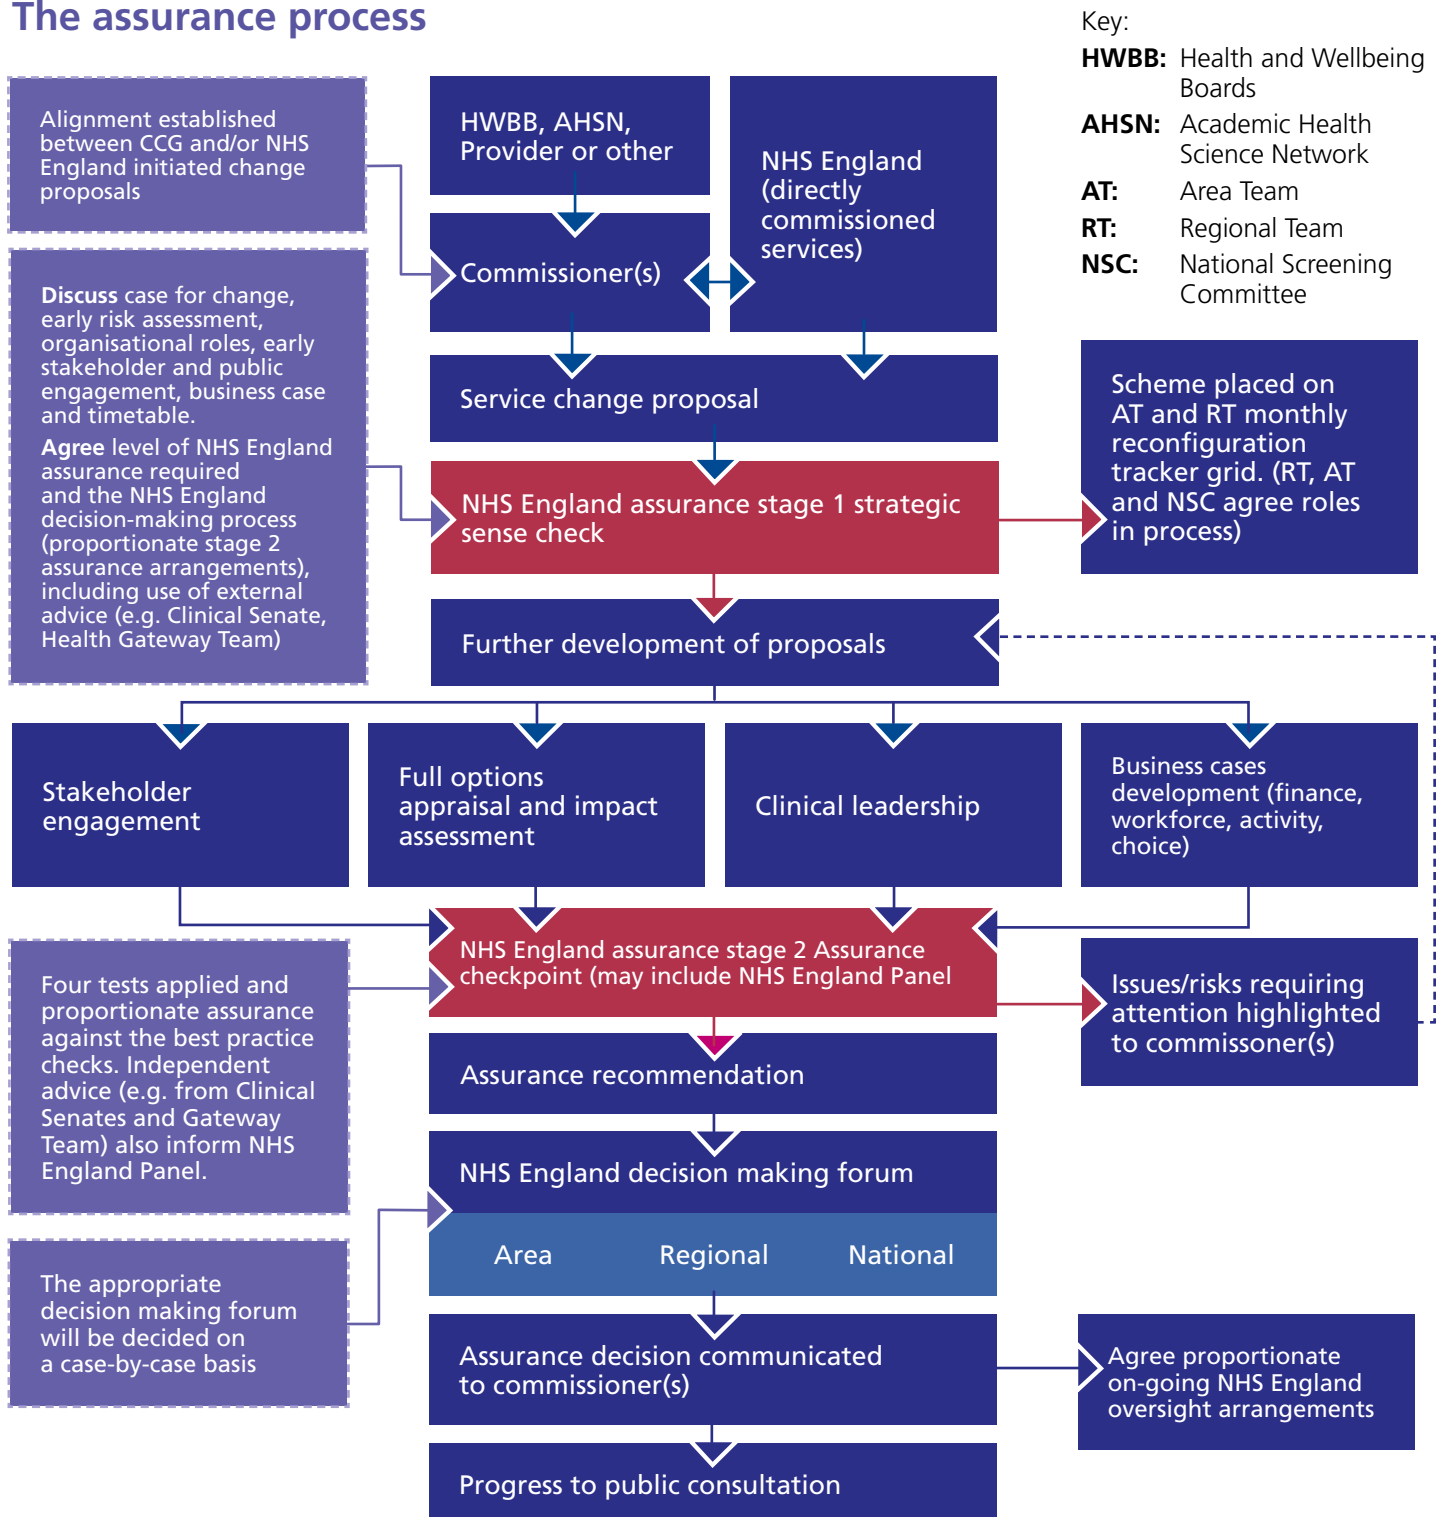 The assurance process
Key:
HWBB: Health and Wellbeing
Boards
AHSN: Academic Health
Science Network
AT: Area Team
RT: Regional Team
NSC: National Screening
Committee
Alignment established
between CCG and/or NHS
England initiated change
proposals
HWBB, AHSN,
Provider or other
NHS England
(directly
commissioned
services)
Commissioner(s)
Discuss case for change,
early risk assessment,
organisational roles, early
stakeholder and public
engagement, business case
and timetable.
Agree level of NHS England
assurance required
and the NHS England
decision-making process
(proportionate stage 2
assurance arrangements),
including use of external
advice (e.g. Clinical Senate,
Health Gateway Team)
Service change proposal
NHS England assurance stage 1 strategic
sense check
Scheme placed on
AT and RT monthly
reconfiguration
tracker grid. (RT, AT
and NSC agree roles
in process)
Further development of proposals
Stakeholder
engagement
Full options
appraisal and impact
assessment
Clinical leadership
Business cases
development (finance,
workforce, activity,
choice)
NHS England assurance stage 2 Assurance
checkpoint (may include NHS England Panel
Four tests applied and
proportionate assurance
against the best practice
checks. Independent
advice (e.g. from Clinical
Senates and Gateway
Team) also inform NHS
England Panel.
Issues/risks requiring
attention highlighted
to commissoner(s)
Assurance recommendation
NHS England decision making forum
Area Regional National
The appropriate
decision making forum
will be decided on
a case-by-case basis
Assurance decision communicated
to commissioner(s)
Agree proportionate
on-going NHS England
oversight arrangements
Progress to public consultation